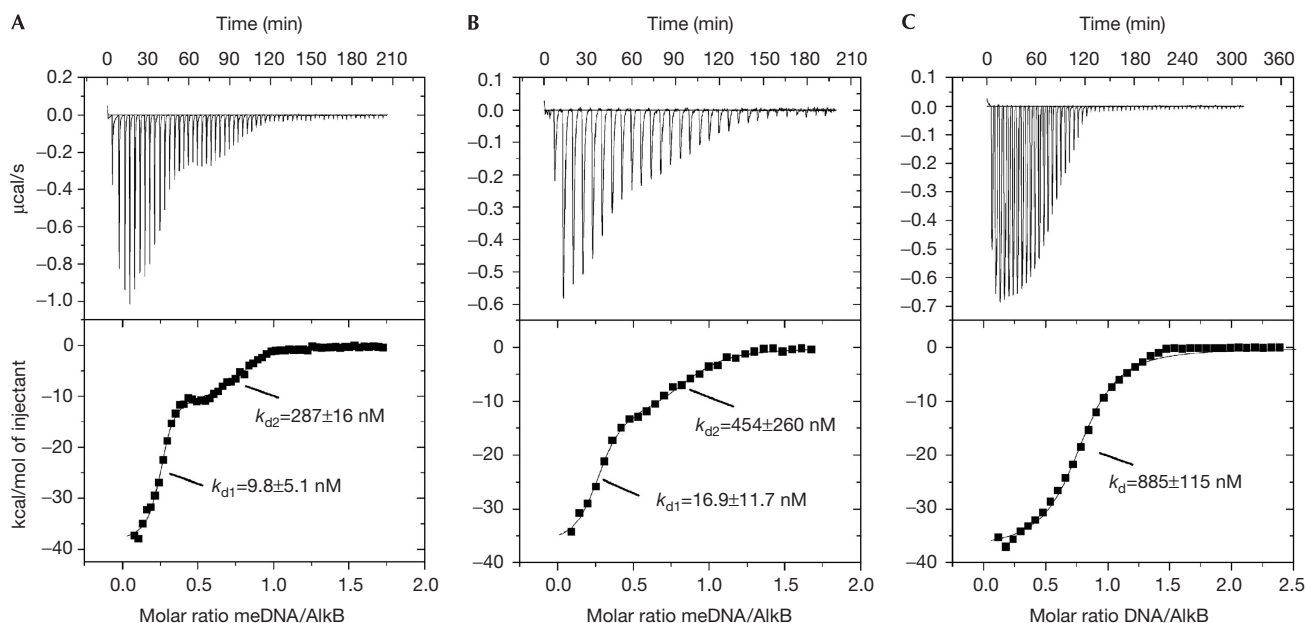 A
Time (min)
0 30 60 90 120 150 180 210
0.2
0.0
–0.2
–0.4
–0.6
–0.8
–1.0
μcal/s
0
–10
–20
–30
–40
kcal/mol of injectant
kd2=287±16 nM
kd1=9.8±5.1 nM
0.0 0.5 1.0 1.5 2.0
Molar ratio meDNA/AlkB
B
Time (min)
0 30 60 90 120 150 180 210
0.1
0.0
–0.1
–0.2
–0.3
–0.4
–0.5
–0.6
0
–10
–20
–30
–40
kd2=454±260 nM
kd1=16.9±11.7 nM
0.0 0.5 1.0 1.5 2.0
Molar ratio meDNA/AlkB
C
Time (min)
0 60 120 180 240 300 360
0.1
0.0
–0.1
–0.2
–0.3
–0.4
–0.5
–0.6
–0.7
0
–10
–20
–30
–40
kd=885±115 nM
0.0 0.5 1.0 1.5 2.0 2.5
Molar ratio DNA/AlkB